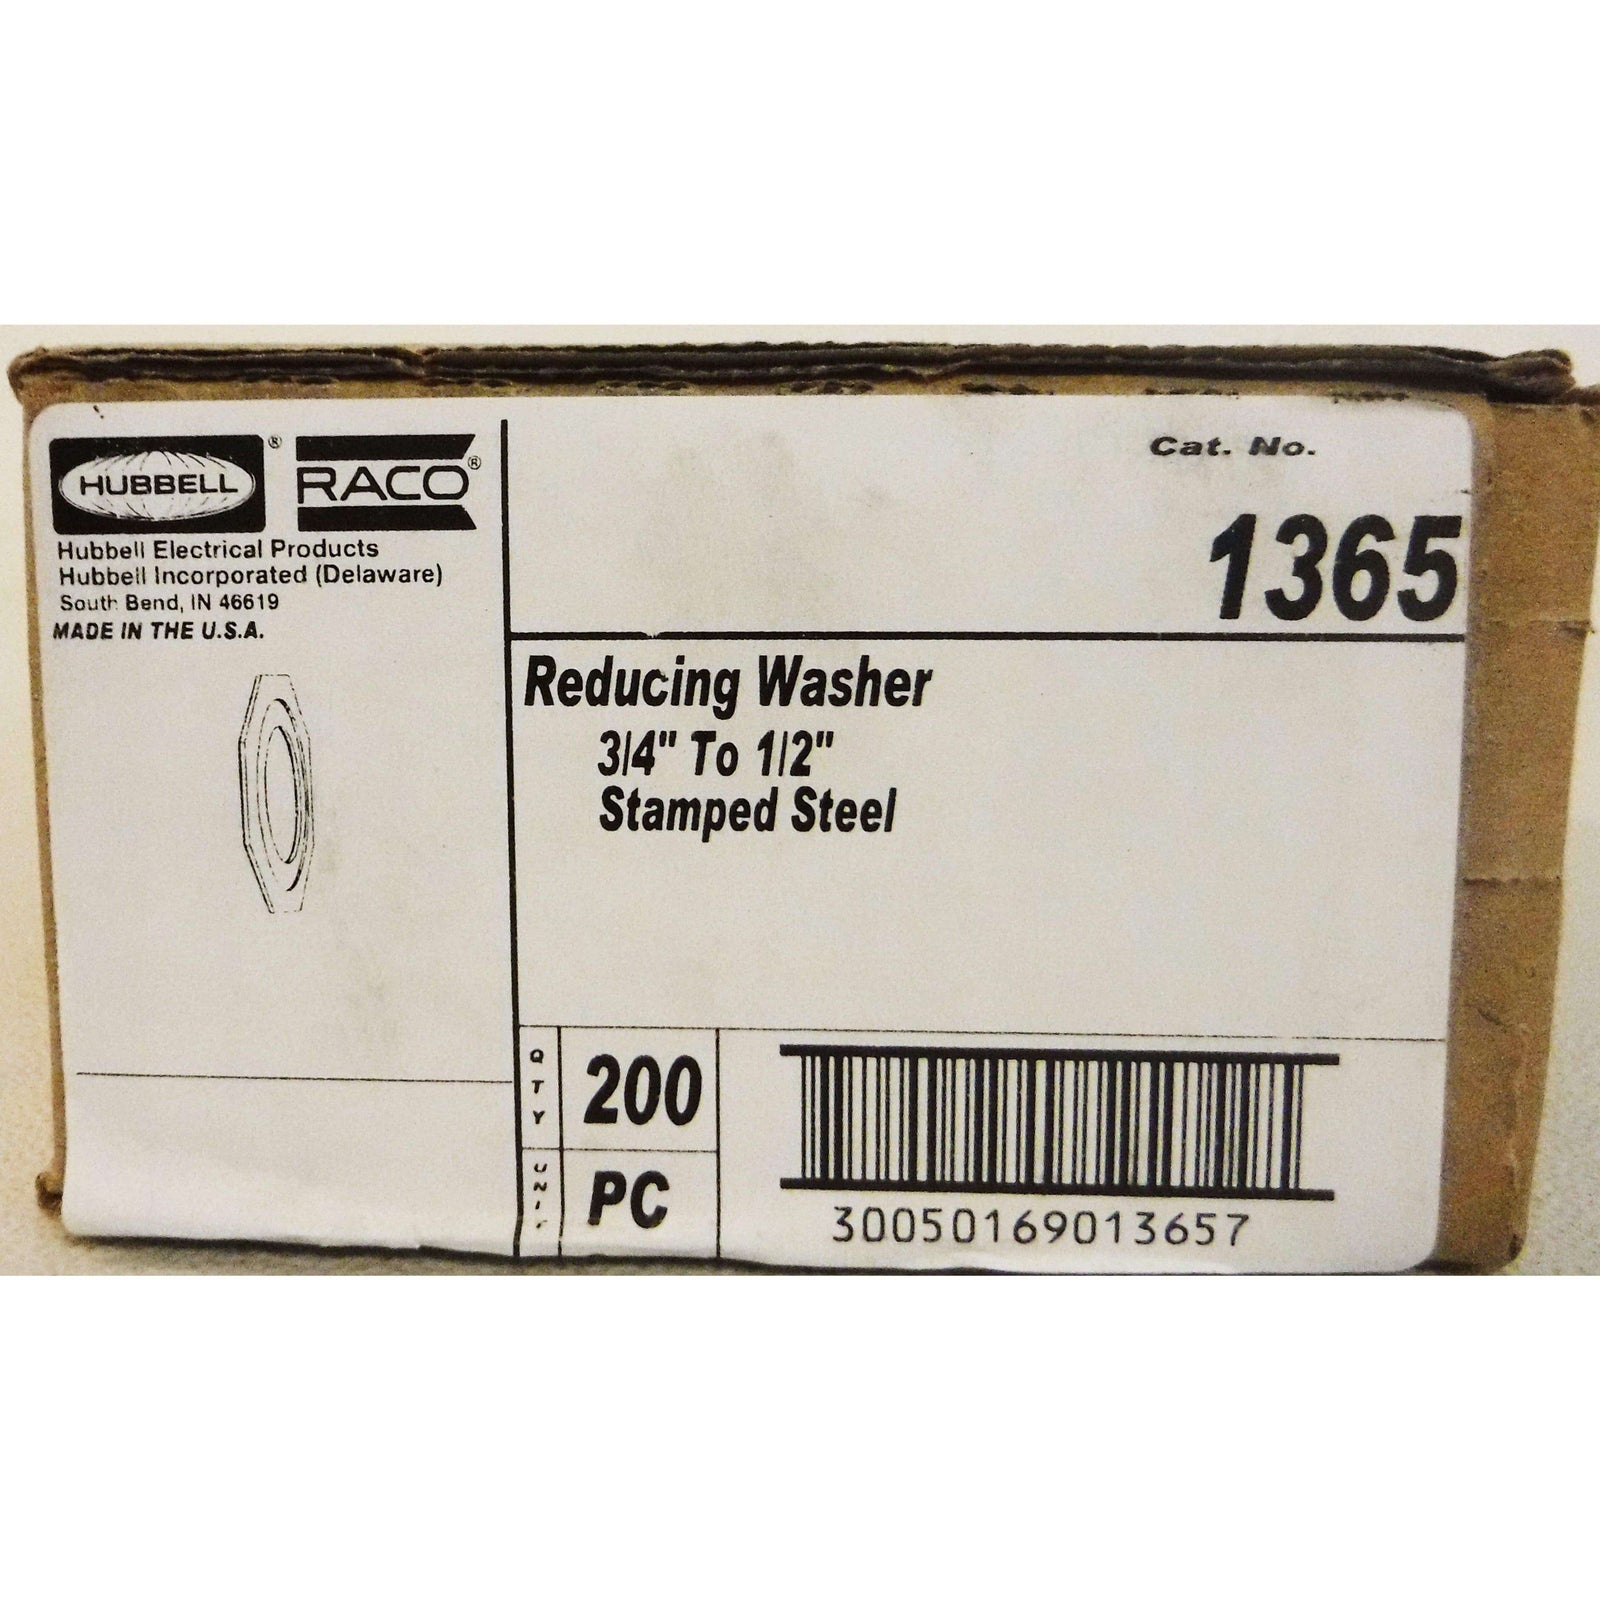 HUBBELL ®
RACO ®
Hubbell Electrical Products
Hubbell Incorporated (Delaware)
South Bend, IN 46619
MADE IN THE U.S.A.
Cat. No.
1365
Reducing Washer
3/4" To 1/2"
Stamped Steel
QTY
200
UNIT
PC
30050169013657